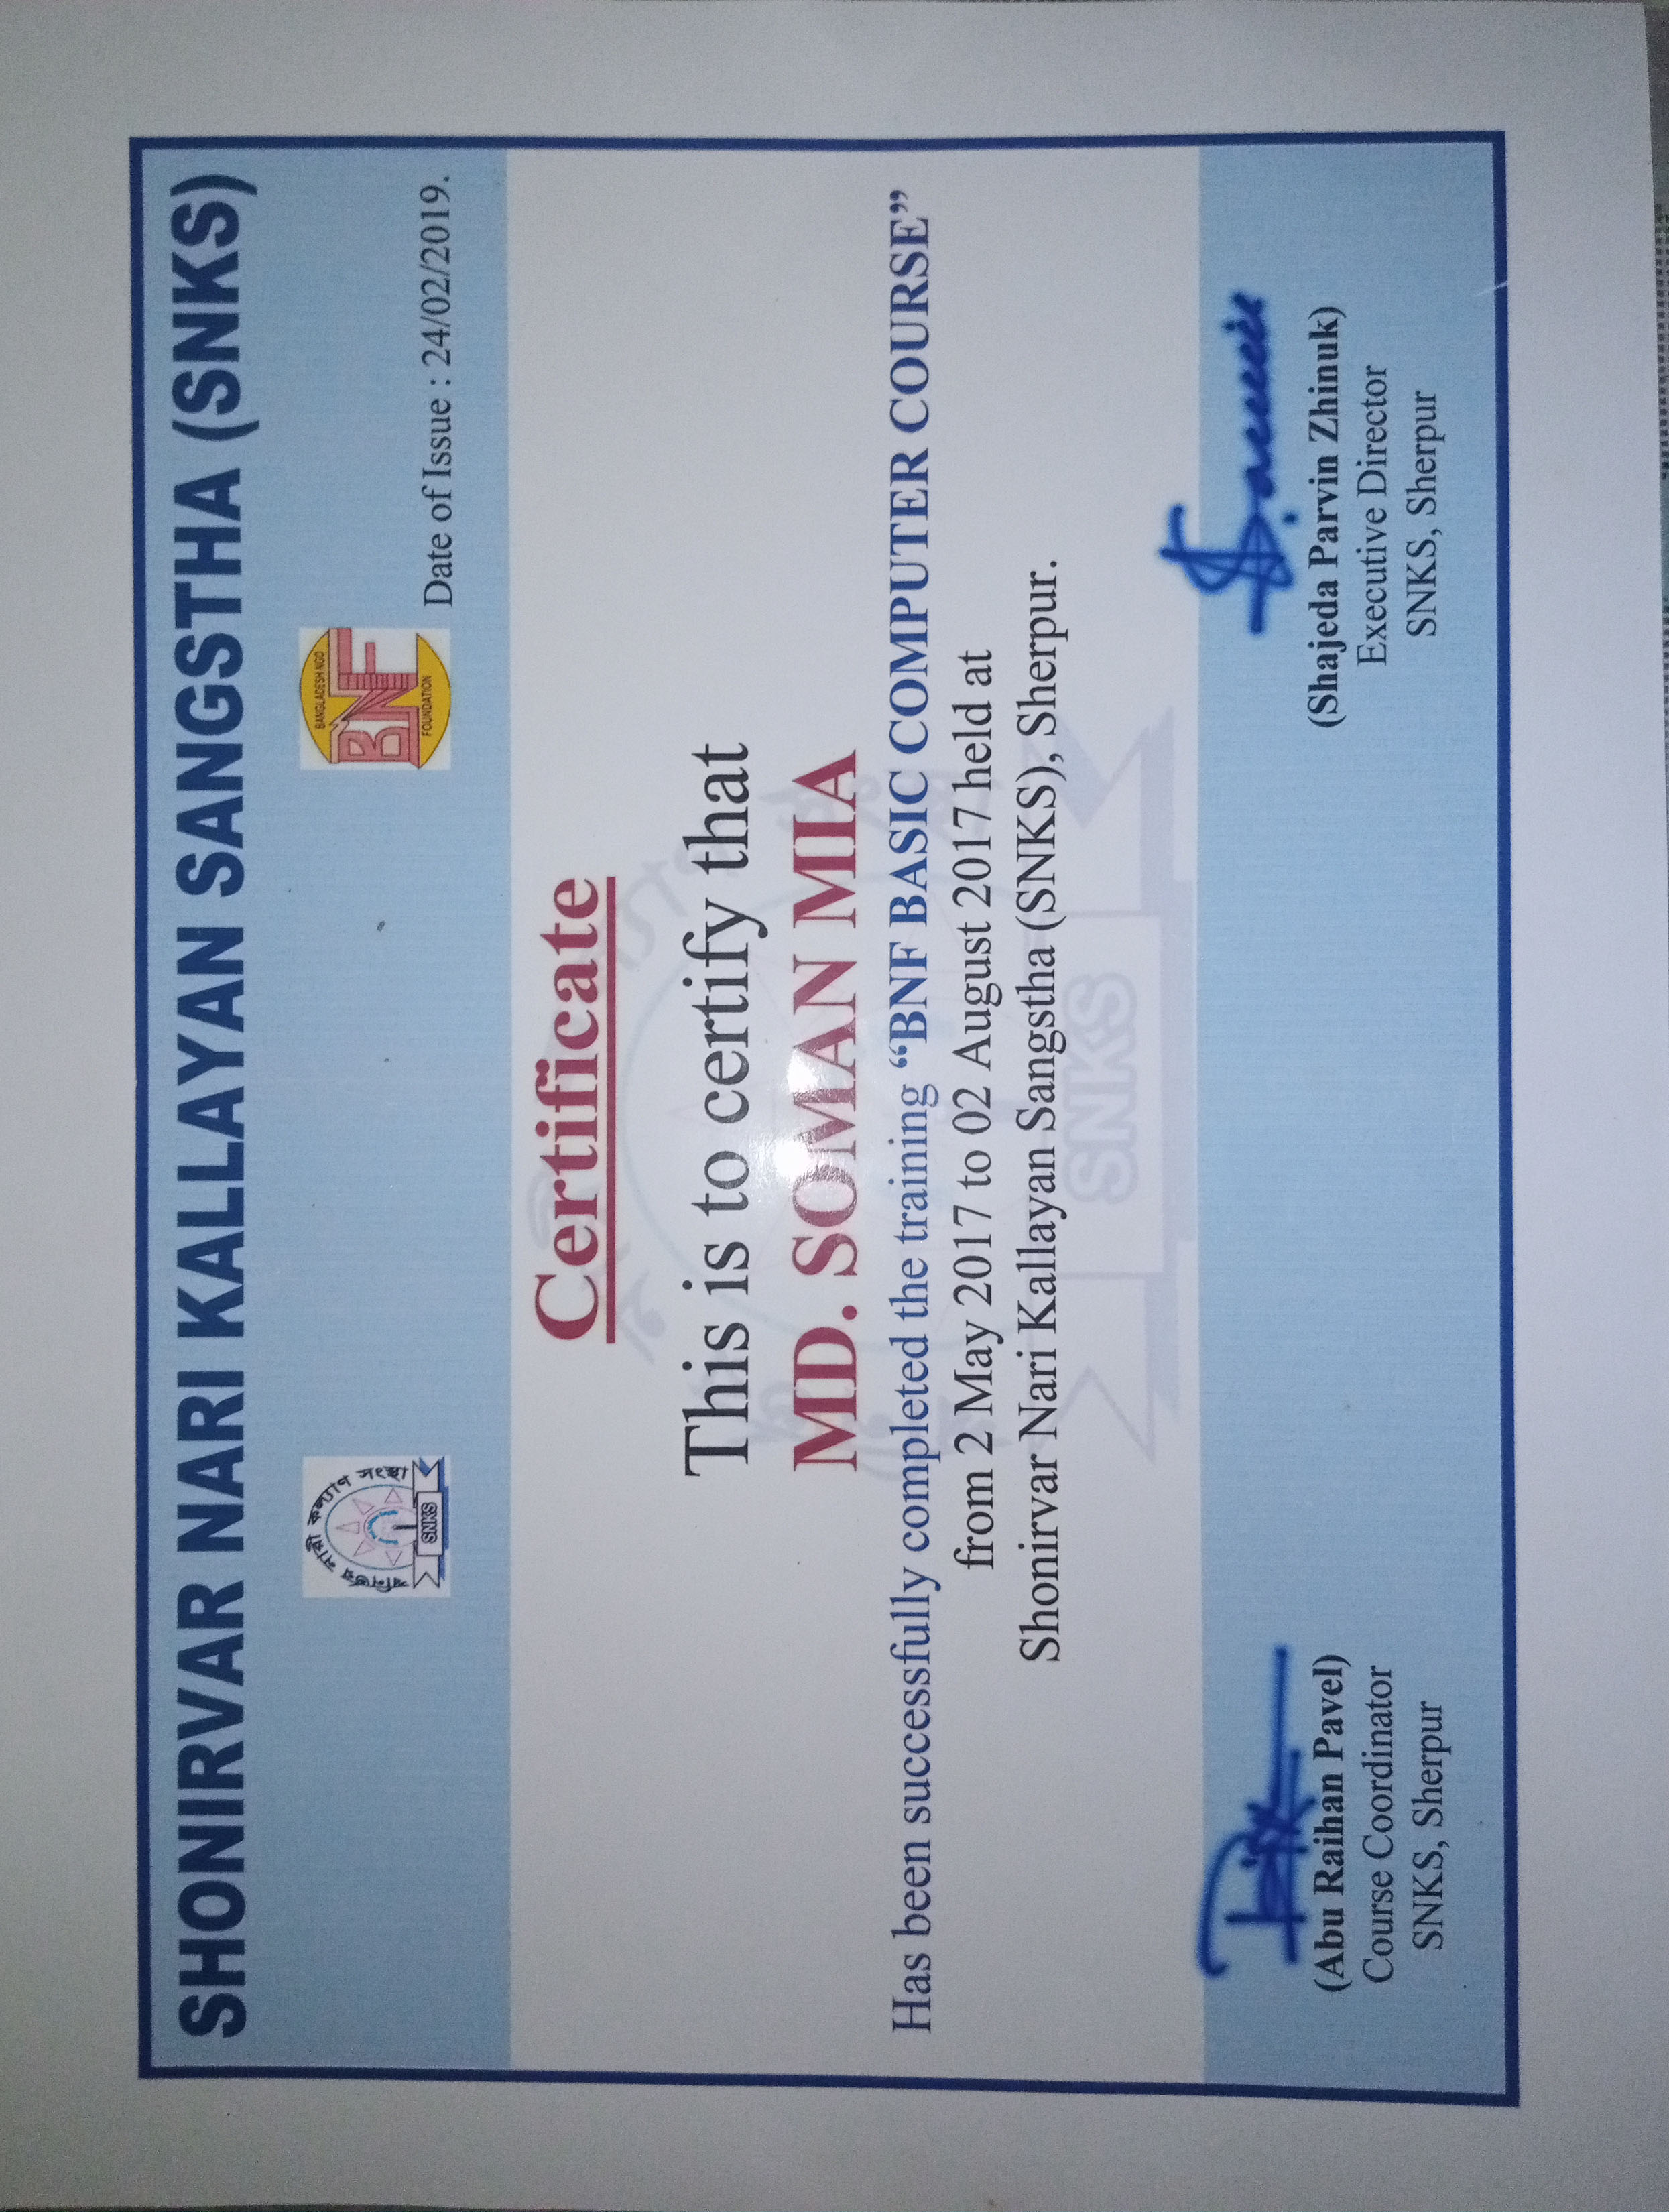 SHONIRVAR NARI KALLAYAN SANGSTHA (SNKS)
স্বনির্ভর নারী কল্যাণ সংস্থা
SNKS
BANGLADESH NGO
BNF
FOUNDATION
Date of Issue : 24/02/2019.
Certificate
This is to certify that
MD. SOMAN MIA
Has been successfully completed the training “BNF BASIC COMPUTER COURSE”
from 2 May 2017 to 02 August 2017 held at
Shonirvar Nari Kallayan Sangstha (SNKS), Sherpur.
SNKS
(Abu Raihan Pavel)
Course Coordinator
SNKS, Sherpur
(Shajeda Parvin Zhinuk)
Executive Director
SNKS, Sherpur